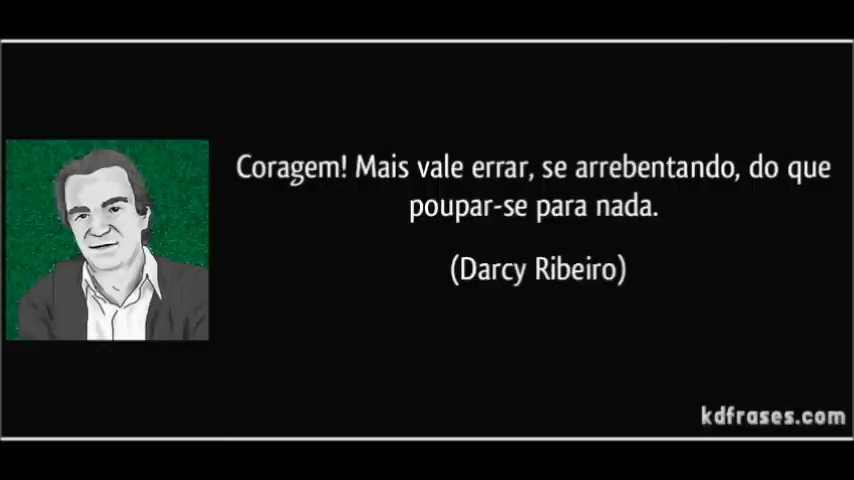 Coragem! Mais vale errar, se arrebentando, do que
poupar-se para nada.
(Darcy Ribeiro)
kdfrases.com